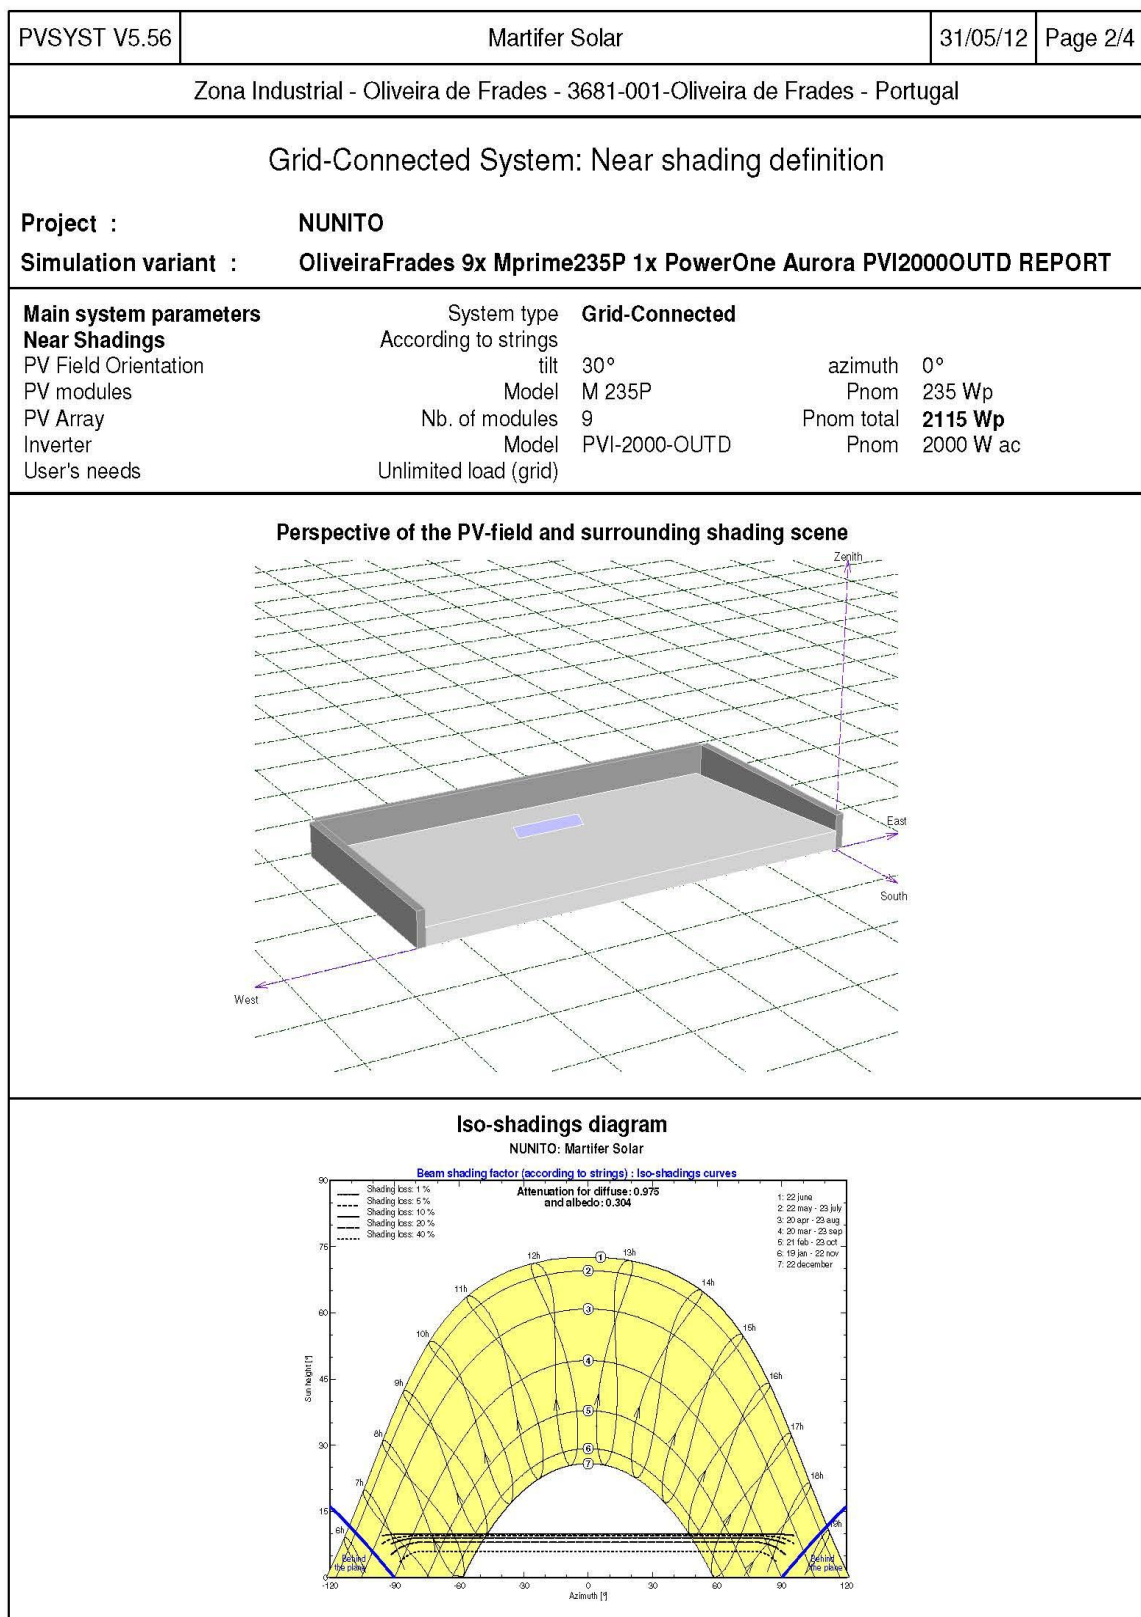 PVSYST V5.56 Martifer Solar 31/05/12 Page 2/4
Zona Industrial - Oliveira de Frades - 3681-001-Oliveira de Frades - Portugal
Grid-Connected System: Near shading definition
Project : NUNITO
Simulation variant : OliveiraFrades 9x Mprime235P 1x PowerOne Aurora PVI2000OUTD REPORT
Main system parameters System type Grid-Connected
Near Shadings According to strings
PV Field Orientation tilt 30° azimuth 0°
PV modules Model M 235P Pnom 235 Wp
PV Array Nb. of modules 9 Pnom total 2115 Wp
Inverter Model PVI-2000-OUTD Pnom 2000 W ac
User's needs Unlimited load (grid)
Perspective of the PV-field and surrounding shading scene
Zenith
East
South
West
Iso-shadings diagram
NUNITO: Martifer Solar
Beam shading factor (according to strings) : Iso-shadings curves
Attenuation for diffuse: 0.975
and albedo: 0.304
Shading loss: 1 %
Shading loss: 5 %
Shading loss: 10 %
Shading loss: 20 %
Shading loss: 40 %
1: 22 june
2: 22 may - 23 july
3: 20 apr - 23 aug
4: 20 mar - 23 sep
5: 21 feb - 23 oct
6: 19 jan - 22 nov
7: 22 december
90
75
60
45
30
15
0
Sun height [°]
6h
7h
8h
9h
10h
11h
12h
13h
14h
15h
16h
17h
18h
19h
1
2
3
4
5
6
7
Behind
the plane
Behind
the plane
-120 -90 -60 -30 0 30 60 90 120
Azimuth [°]